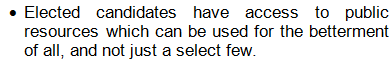 • Elected candidates have access to public
resources which can be used for the betterment
of all, and not just a select few.